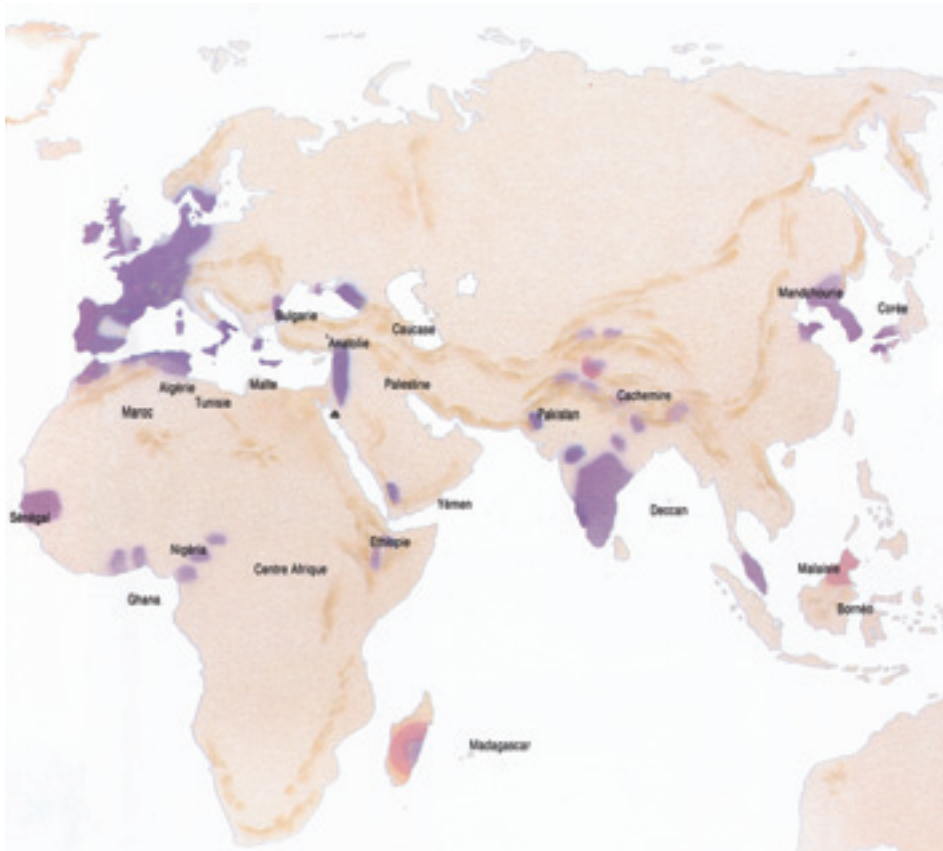 Mandchourie
Corée
Bulgarie
Caucase
Anatolie
Algérie
Malte
Palestine
Tunisie
Maroc
Cachemire
Pakistan
Yémen
Deccan
Sénégal
Nigéria
Ethiopie
Centre Afrique
Malaisie
Ghana
Bornéo
Madagascar